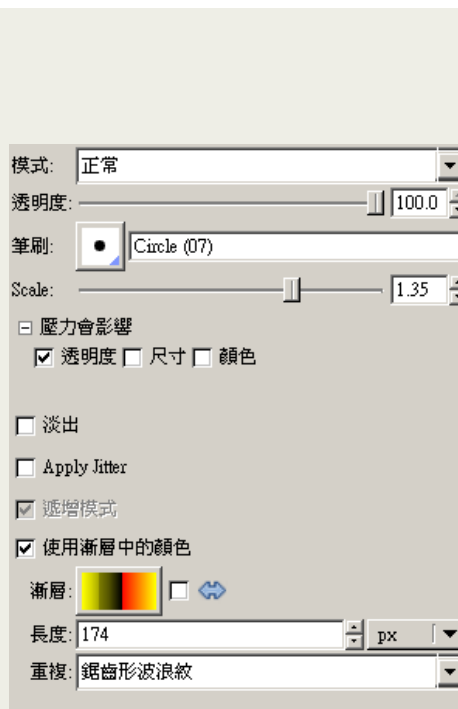 模式: 正常
透明度: 100.0
筆刷: Circle (07)
Scale: 1.35
壓力會影響
透明度 尺寸 顏色
淡出
Apply Jitter
遞增模式
使用漸層中的顏色
漸層:
長度: 174 px
重複: 鋸齒形波浪紋